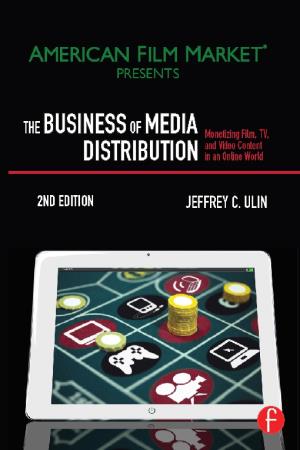 AMERICAN FILM MARKET®
PRESENTS
THE BUSINESS OF MEDIA
DISTRIBUTION
Monetizing Film, TV,
and Video Content
in an Online World
2ND EDITION
JEFFREY C. ULIN
f